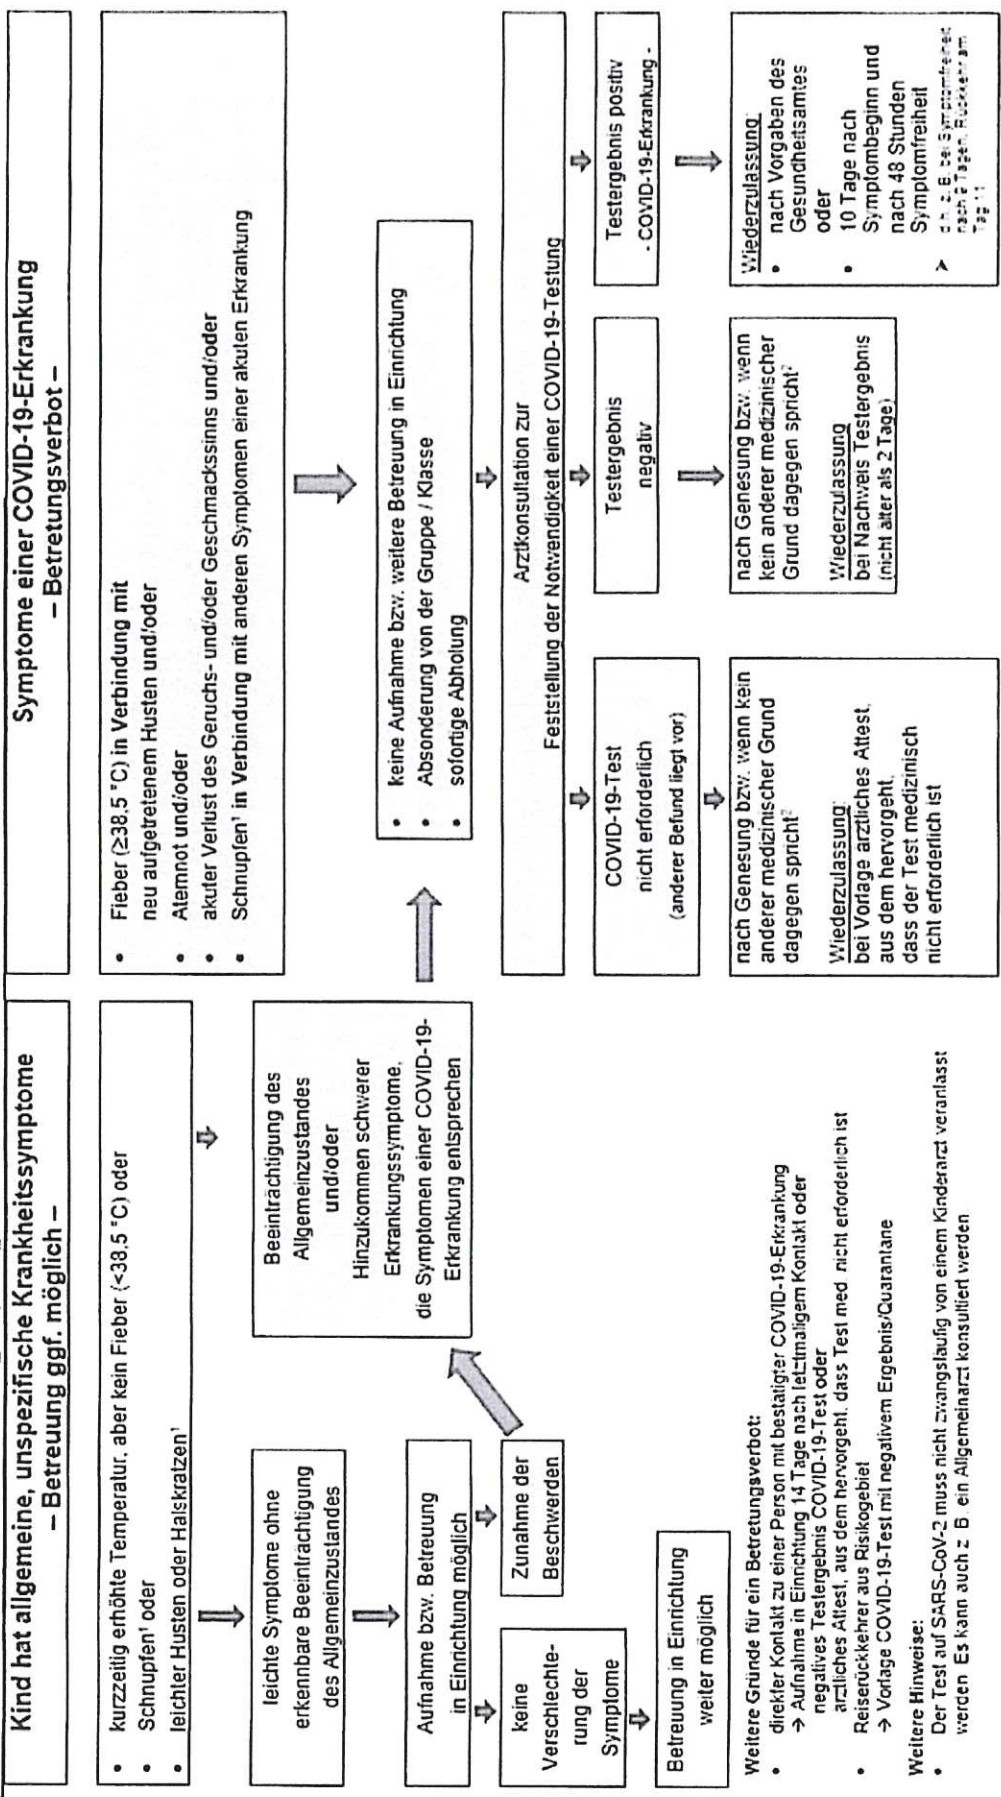 Kind hat allgemeine, unspezifische Krankheitssymptome
– Betreuung ggf. möglich –
• kurzzeitig erhöhte Temperatur, aber kein Fieber (<38,5 °C) oder
• Schnupfen¹ oder
• leichter Husten oder Halskratzen¹
leichte Symptome ohne
erkennbare Beeinträchtigung
des Allgemeinzustandes
Beeinträchtigung des
Allgemeinzustandes
und/oder
Hinzukommen schwerer
Erkrankungssymptome,
die Symptomen einer COVID-19-
Erkrankung entsprechen
Aufnahme bzw. Betreuung
in Einrichtung möglich
keine
Verschlechte-
rung der
Symptome
Zunahme der
Beschwerden
Betreuung in Einrichtung
weiter möglich
Weitere Gründe für ein Betretungsverbot:
• direkter Kontakt zu einer Person mit bestätigter COVID-19-Erkrankung
→ Aufnahme in Einrichtung 14 Tage nach letztmaligem Kontakt oder
negatives Testergebnis COVID-19-Test oder
ärztliches Attest, aus dem hervorgeht, dass Test med. nicht erforderlich ist
• Reiserückkehrer aus Risikogebiet
→ Vorlage COVID-19-Test mit negativem Ergebnis/Quarantäne
Weitere Hinweise:
• Der Test auf SARS-CoV-2 muss nicht zwangsläufig von einem Kinderarzt veranlasst
werden Es kann auch z. B. ein Allgemeinarzt konsultiert werden
Symptome einer COVID-19-Erkrankung
– Betretungsverbot –
• Fieber (≥38,5 °C) in Verbindung mit
neu aufgetretenem Husten und/oder
• Atemnot und/oder
• akuter Verlust des Geruchs- und/oder Geschmackssinns und/oder
• Schnupfen¹ in Verbindung mit anderen Symptomen einer akuten Erkrankung
• keine Aufnahme bzw. weitere Betreuung in Einrichtung
• Absonderung von der Gruppe / Klasse
• sofortige Abholung
Arztkonsultation zur
Feststellung der Notwendigkeit einer COVID-19-Testung
COVID-19-Test
nicht erforderlich
(anderer Befund liegt vor)
Testergebnis
negativ
Testergebnis positiv
- COVID-19-Erkrankung -
nach Genesung bzw. wenn kein
anderer medizinischer Grund
dagegen spricht²
Wiederzulassung:
bei Vorlage ärztliches Attest,
aus dem hervorgeht,
dass der Test medizinisch
nicht erforderlich ist
nach Genesung bzw. wenn
kein anderer medizinischer
Grund dagegen spricht²
Wiederzulassung
bei Nachweis Testergebnis
(nicht älter als 2 Tage)
Wiederzulassung:
• nach Vorgaben des
Gesundheitsamtes
oder
• 10 Tage nach
Symptombeginn und
nach 48 Stunden
Symptomfreiheit
➢ d.h. z. B. bei Symptomfreiheit
nach 9 Tagen, Rückkehr am
Tag 11